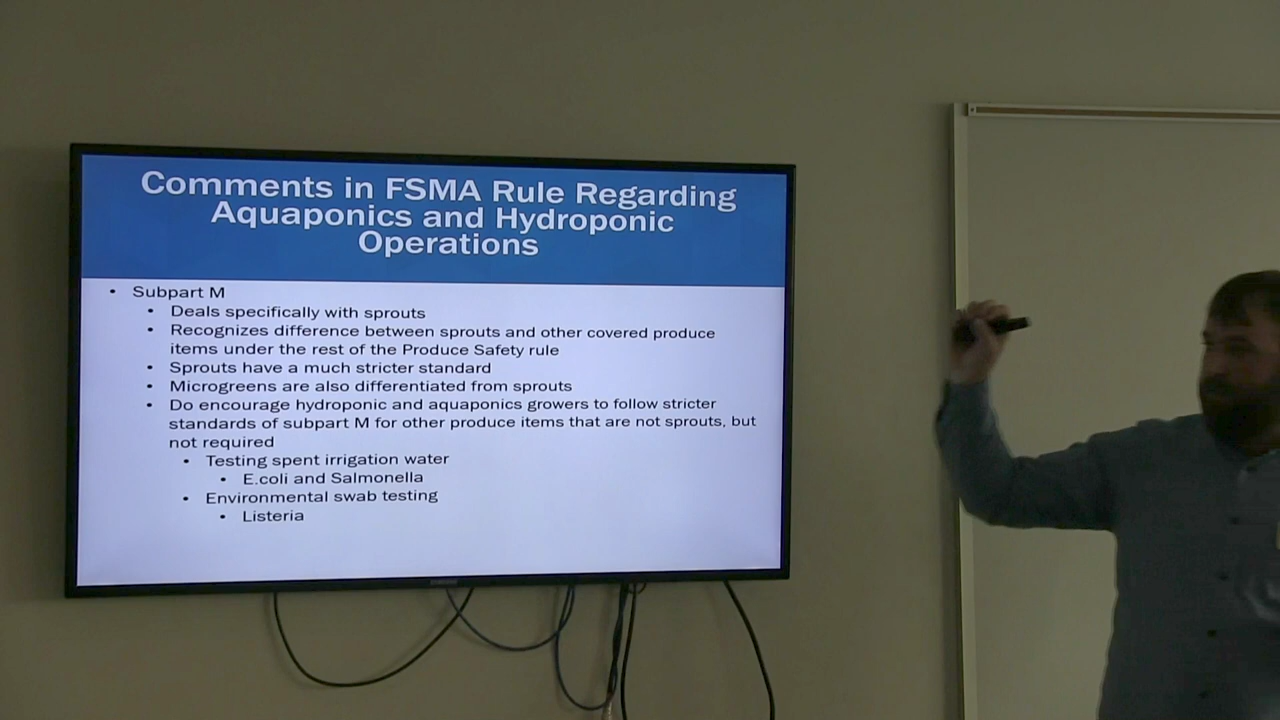 Comments in FSMA Rule Regarding
Aquaponics and Hydroponic
Operations
• Subpart M
• Deals specifically with sprouts
• Recognizes difference between sprouts and other covered produce
items under the rest of the Produce Safety rule
• Sprouts have a much stricter standard
• Microgreens are also differentiated from sprouts
• Do encourage hydroponic and aquaponics growers to follow stricter
standards of subpart M for other produce items that are not sprouts, but
not required
• Testing spent irrigation water
• E.coli and Salmonella
• Environmental swab testing
• Listeria